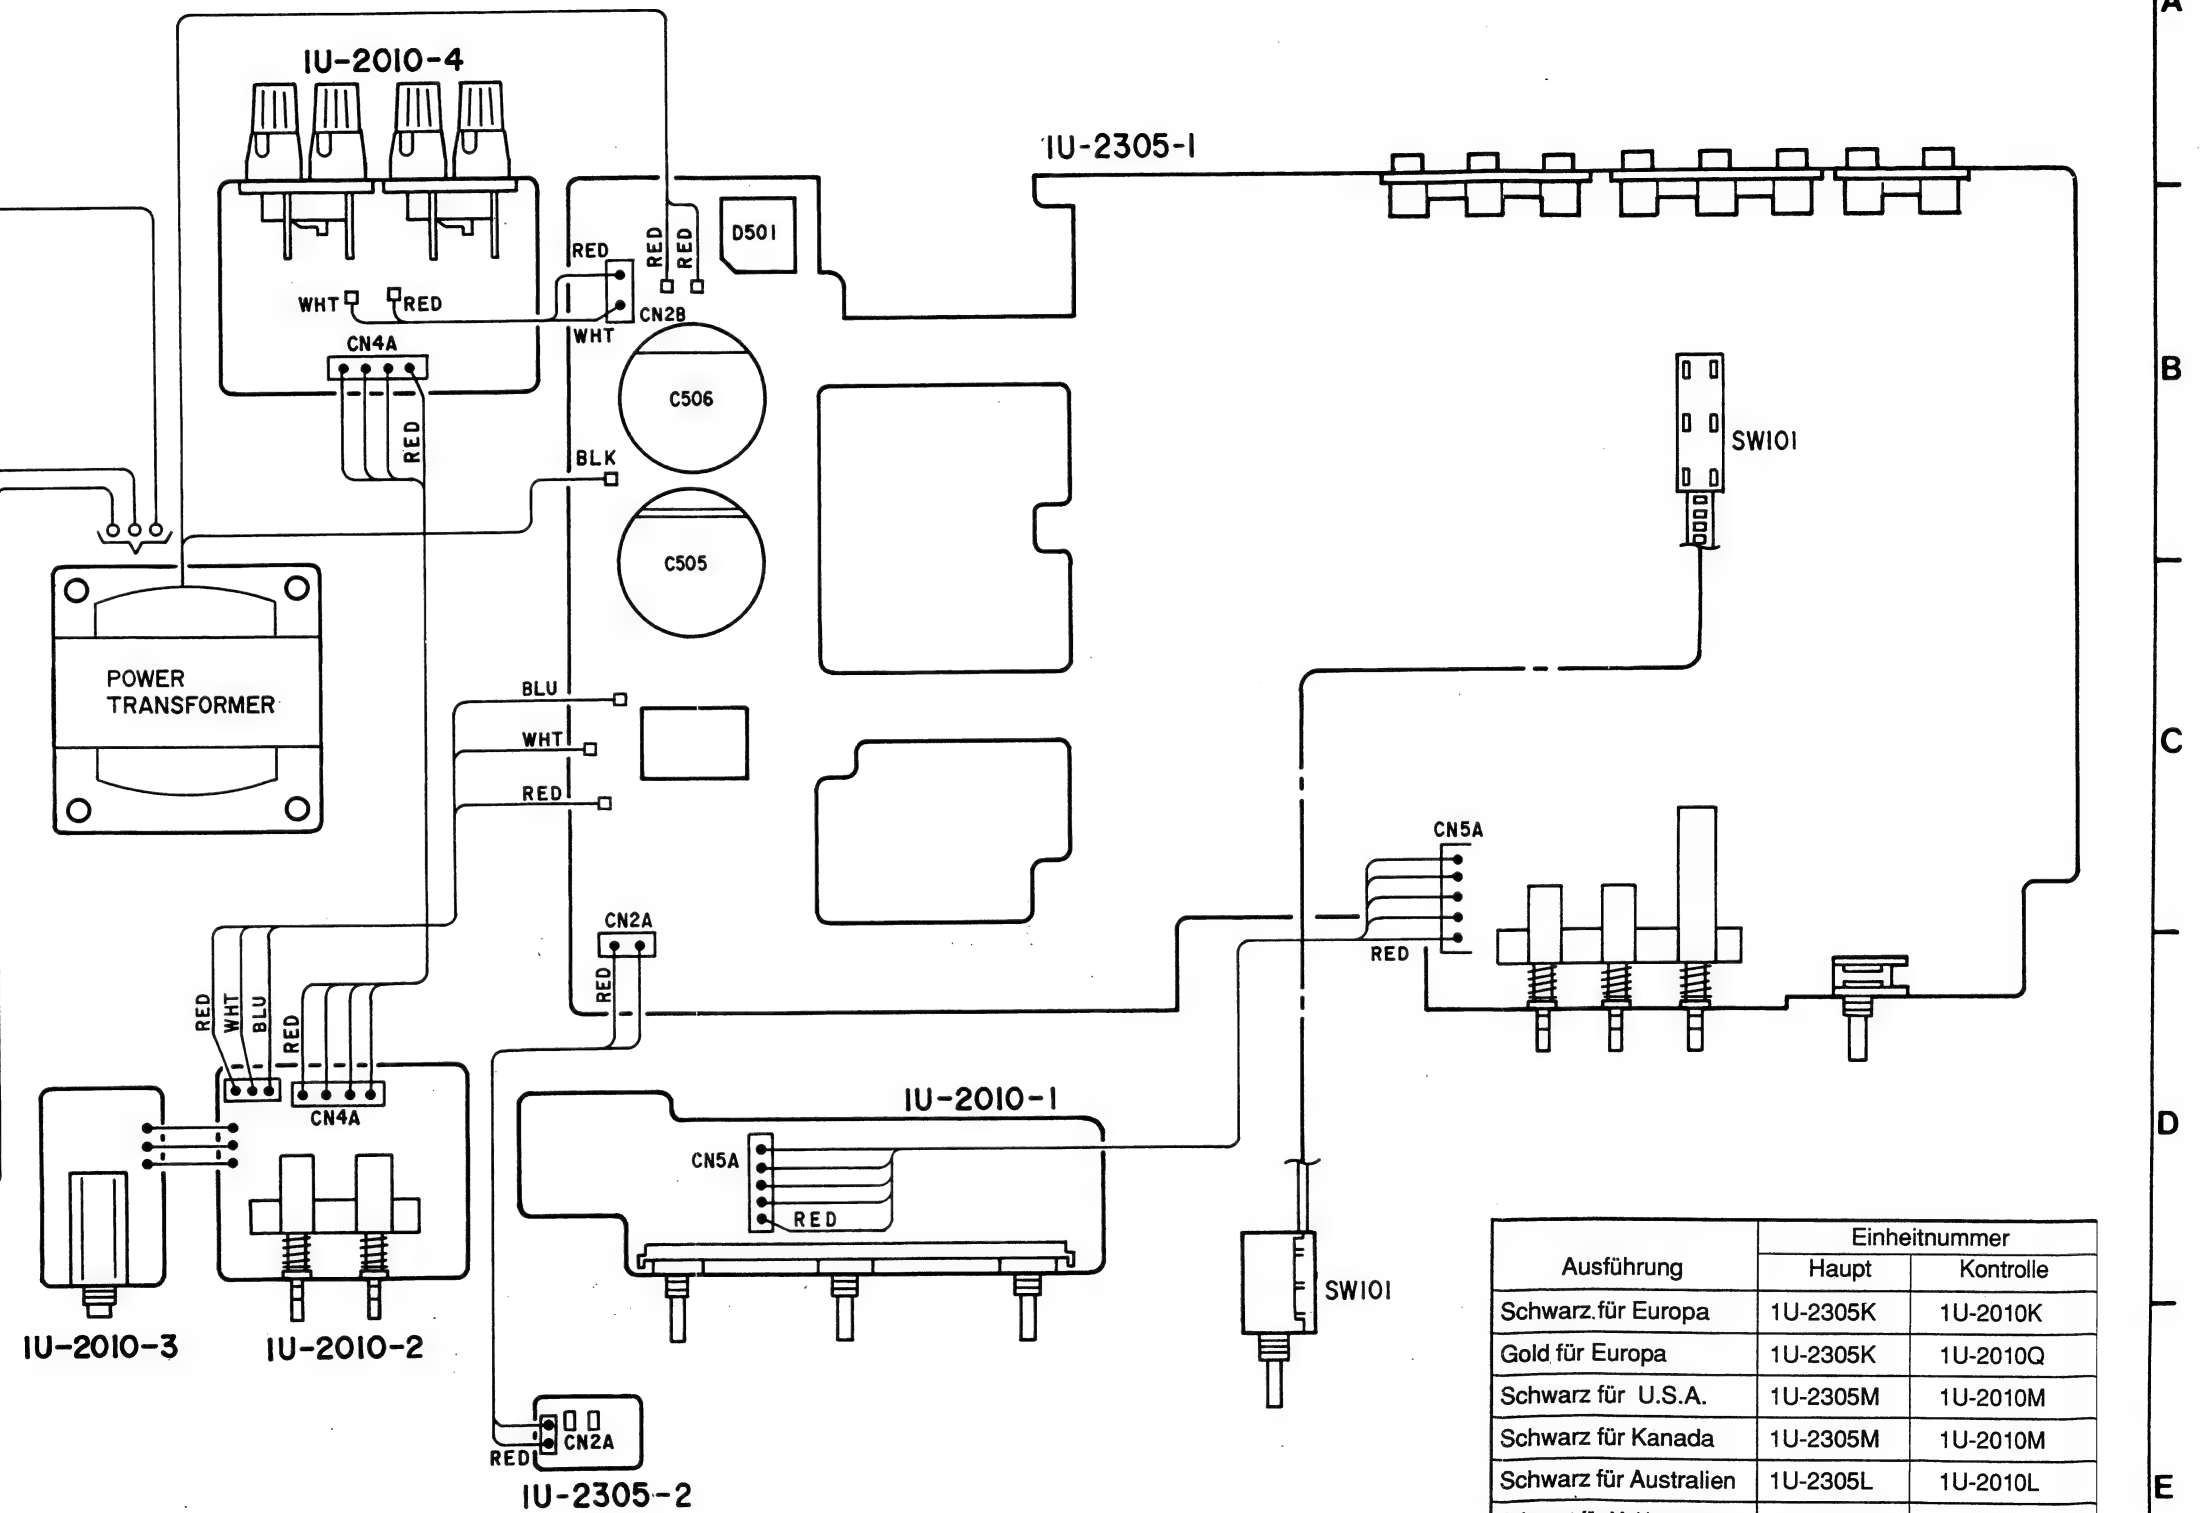 A
1U-2010-4
1U-2305-1
D501
RED
RED
RED
WHT
RED
CN2B
WHT
CN4A
B
C506
RED
SW101
BLK
C505
POWER
TRANSFORMER
BLU
WHT
C
RED
CN5A
CN2A
RED
RED
RED
WHT
BLU
RED
1U-2010-1
CN4A
D
CN5A
RED
Ausführung
Einheitnummer
Haupt
Kontrolle
SW101
Schwarz für Europa 1U-2305K 1U-2010K
1U-2010-3
1U-2010-2
Gold für Europa 1U-2305K 1U-2010Q
Schwarz für U.S.A. 1U-2305M 1U-2010M
Schwarz für Kanada 1U-2305M 1U-2010M
CN2A
RED
Schwarz für Australien 1U-2305L 1U-2010L
E
1U-2305-2